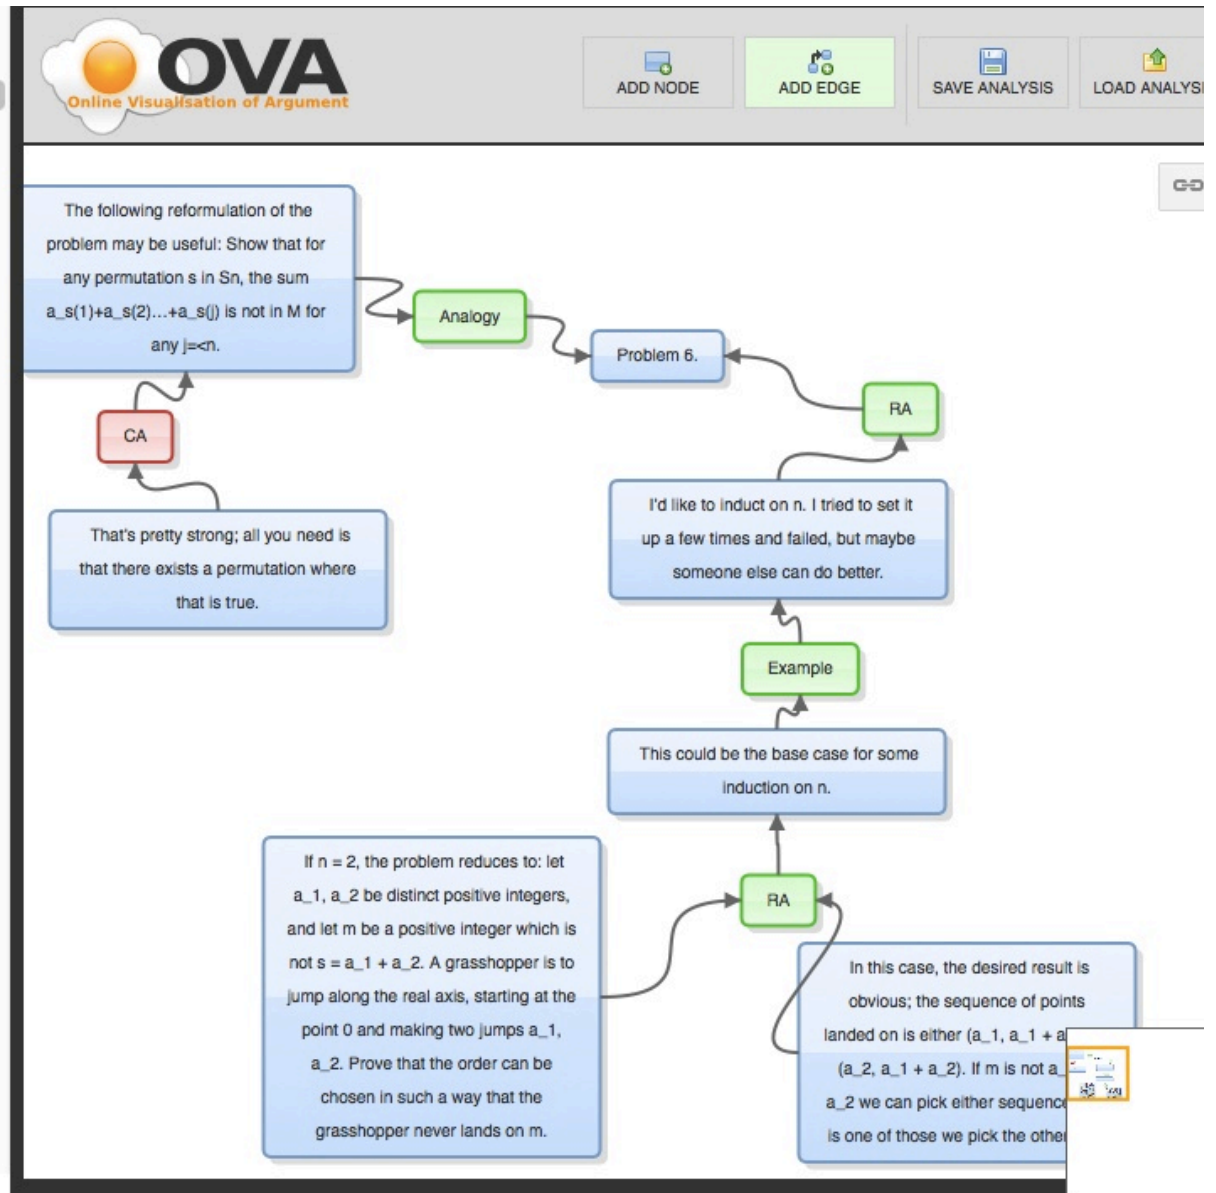 OVA
Online Visualisation of Argument
ADD NODE
ADD EDGE
SAVE ANALYSIS
LOAD ANALYSI
The following reformulation of the
problem may be useful: Show that for
any permutation s in Sn, the sum
a_s(1)+a_s(2)...+a_s(j) is not in M for
any j=<n.
Analogy
Problem 6.
RA
CA
That's pretty strong; all you need is
that there exists a permutation where
that is true.
I'd like to induct on n. I tried to set it
up a few times and failed, but maybe
someone else can do better.
Example
This could be the base case for some
induction on n.
If n = 2, the problem reduces to: let
a_1, a_2 be distinct positive integers,
and let m be a positive integer which is
not s = a_1 + a_2. A grasshopper is to
jump along the real axis, starting at the
point 0 and making two jumps a_1,
a_2. Prove that the order can be
chosen in such a way that the
grasshopper never lands on m.
RA
In this case, the desired result is
obvious; the sequence of points
landed on is either (a_1, a_1 + a
(a_2, a_1 + a_2). If m is not a_
a_2 we can pick either sequence
is one of those we pick the other